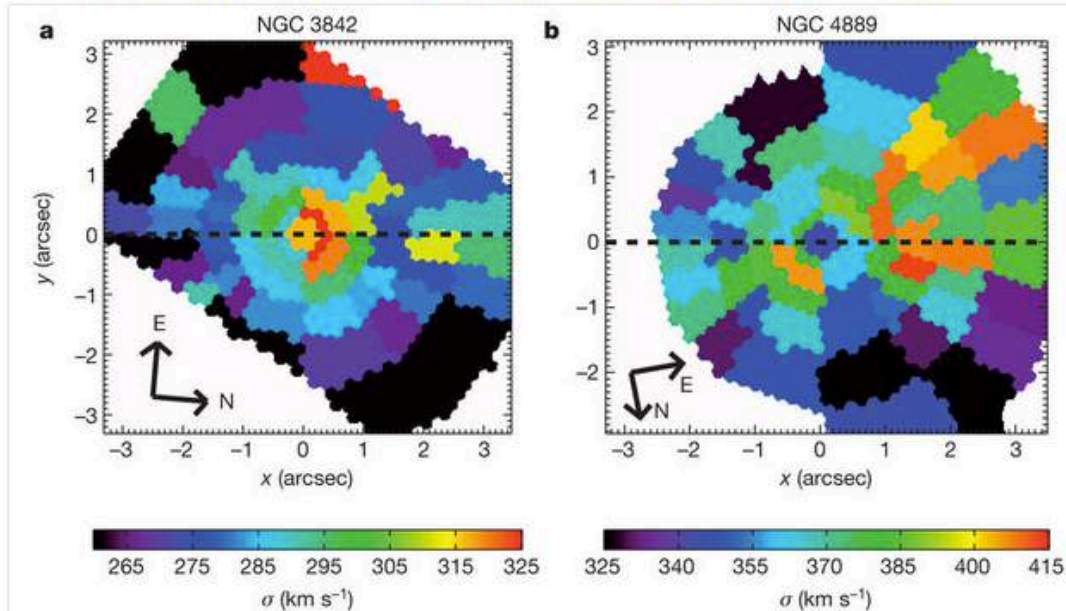 a NGC 3842
3
2
1
0
−1
−2
−3
y (arcsec)
E
N
−3 −2 −1 0 1 2 3
x (arcsec)
265 275 285 295 305 315 325
σ (km s⁻¹)
b NGC 4889
3
2
1
0
−1
−2
E
N
−3 −2 −1 0 1 2 3
x (arcsec)
325 340 355 370 385 400 415
σ (km s⁻¹)